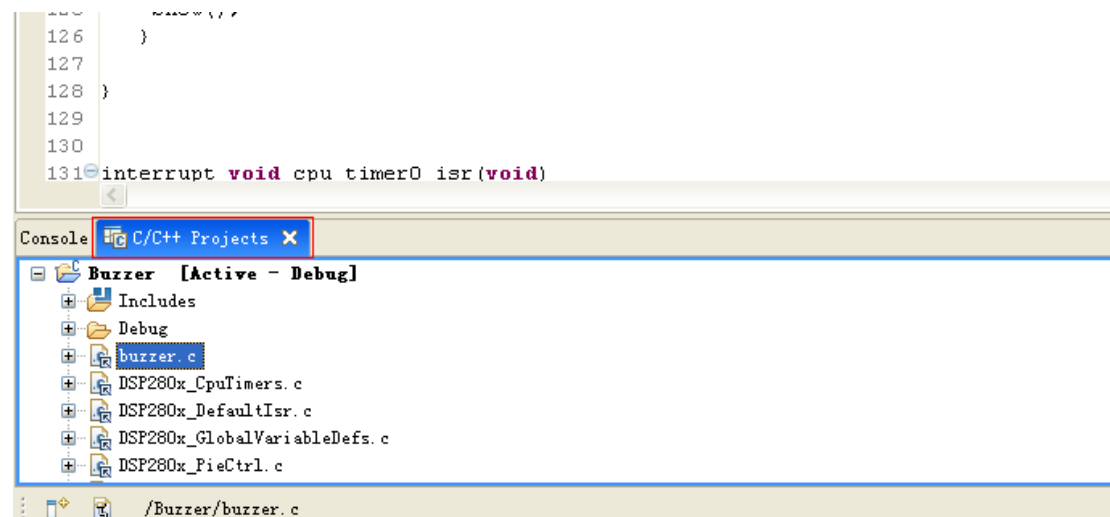 126 }
127
128 }
129
130
131 interrupt void cpu_timer0_isr(void)
Console C/C++ Projects
Buzzer [Active - Debug]
Includes
Debug
buzzer.c
DSP280x_CpuTimers.c
DSP280x_DefaultIsr.c
DSP280x_GlobalVariableDefs.c
DSP280x_PieCtrl.c
/Buzzer/buzzer.c